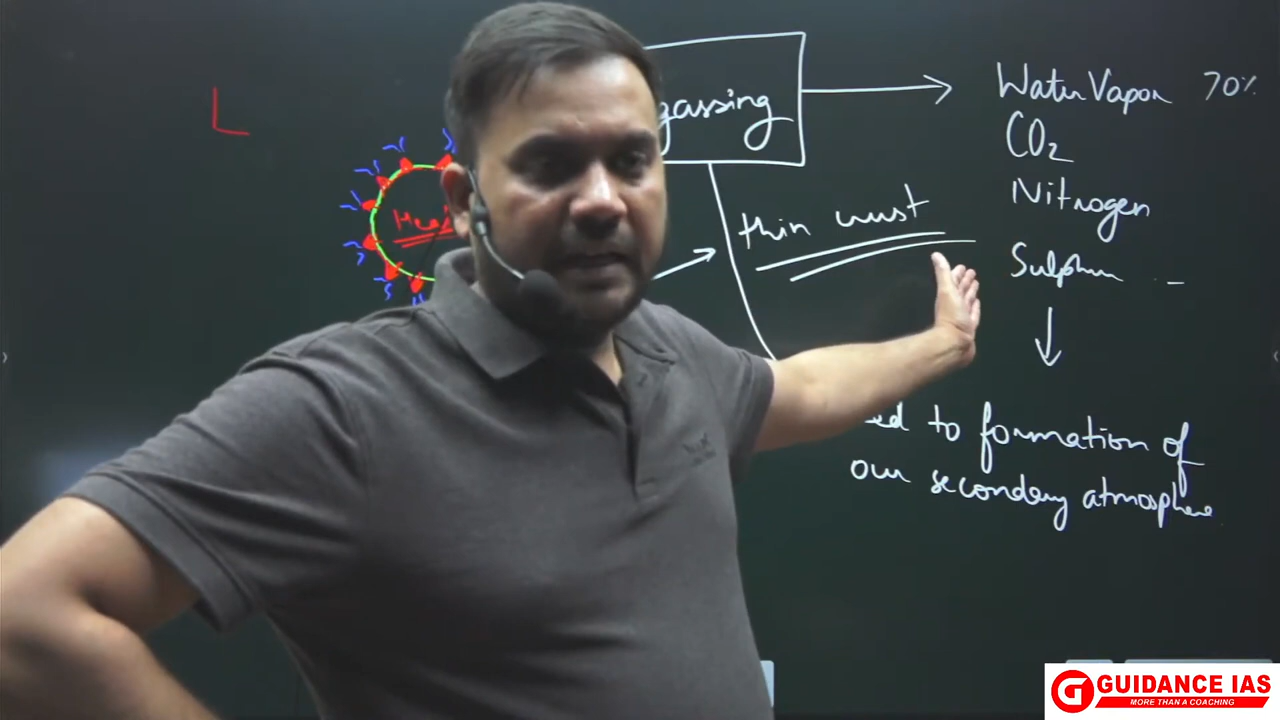 gassing
Water Vapor 70%
CO₂
Nitrogen
Sulphur --
thin crust
ed to formation of
our secondary atmosphere
GUIDANCE IAS
MORE THAN A COACHING